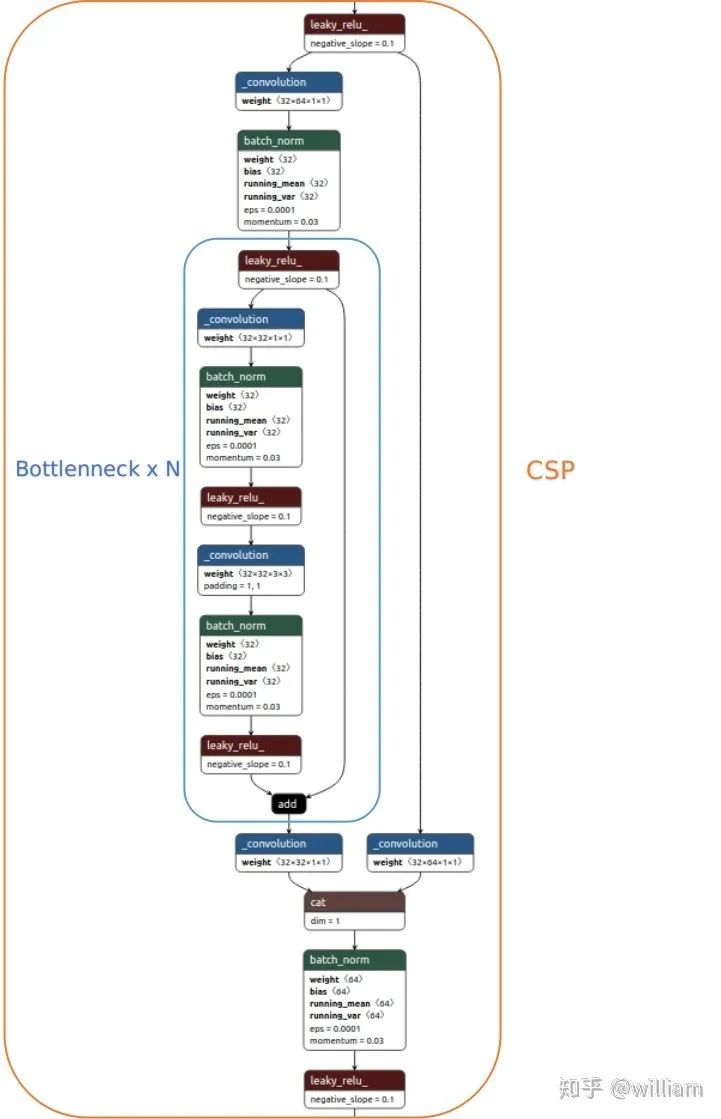 leaky_relu_
negative_slope = 0.1
_convolution
weight 〈32×64×1×1〉
batch_norm
weight 〈32〉
bias 〈32〉
running_mean 〈32〉
running_var 〈32〉
eps = 0.0001
momentum = 0.03
leaky_relu_
negative_slope = 0.1
_convolution
weight 〈32×32×1×1〉
batch_norm
weight 〈32〉
bias 〈32〉
running_mean 〈32〉
running_var 〈32〉
eps = 0.0001
momentum = 0.03
Bottlenneck x N
CSP
leaky_relu_
negative_slope = 0.1
_convolution
weight 〈32×32×3×3〉
padding = 1, 1
batch_norm
weight 〈32〉
bias 〈32〉
running_mean 〈32〉
running_var 〈32〉
eps = 0.0001
momentum = 0.03
leaky_relu_
negative_slope = 0.1
add
_convolution
weight 〈32×32×1×1〉
_convolution
weight 〈32×64×1×1〉
cat
dim = 1
batch_norm
weight 〈64〉
bias 〈64〉
running_mean 〈64〉
running_var 〈64〉
eps = 0.0001
momentum = 0.03
leaky_relu_
negative_slope = 0.1
知乎 @william